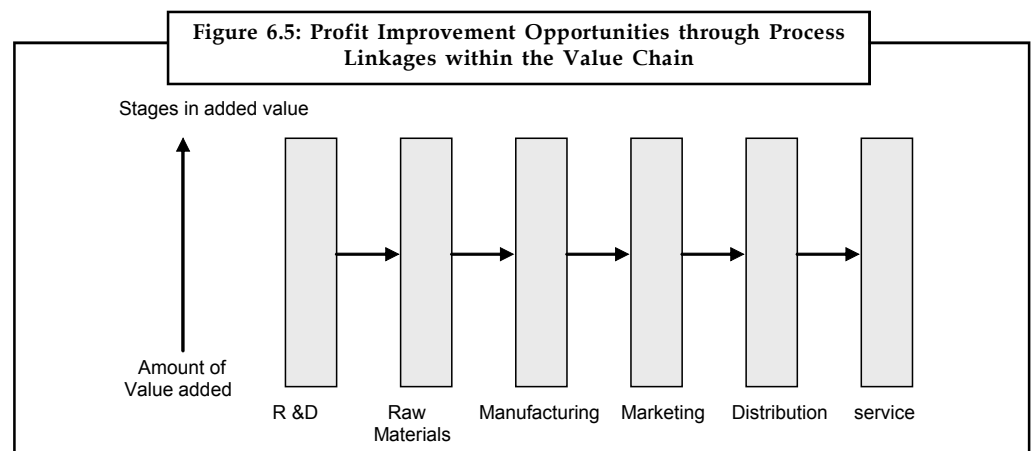 Figure 6.5: Profit Improvement Opportunities through Process
Linkages within the Value Chain
Stages in added value
Amount of
Value added
R &D
Raw
Materials
Manufacturing
Marketing
Distribution
service